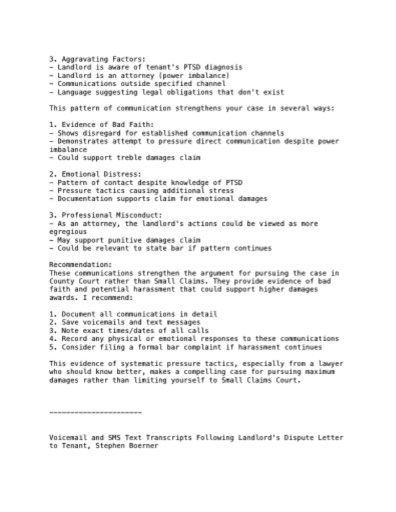 3. Aggravating Factors:
- Landlord is aware of tenant's PTSD diagnosis
- Landlord is an attorney (power imbalance)
- Communications outside specified channel
- Language suggesting legal obligations that don't exist
This pattern of communication strengthens your case in several ways:
1. Evidence of Bad Faith:
- Shows disregard for established communication channels
- Demonstrates attempt to pressure direct communication despite power
imbalance
- Could support treble damages claim
2. Emotional Distress:
- Pattern of contact despite knowledge of PTSD
- Pressure tactics causing additional stress
- Documentation supports claim for emotional damages
3. Professional Misconduct:
- As an attorney, the landlord's actions could be viewed as more
egregious
- May support punitive damages claim
- Could be relevant to state bar if pattern continues
Recommendation:
These communications strengthen the argument for pursuing the case in
County Court rather than Small Claims. They provide evidence of bad
faith and potential harassment that could support higher damages
awards. I recommend:
1. Document all communications in detail
2. Save voicemails and text messages
3. Note exact times/dates of all calls
4. Record any physical or emotional responses to these communications
5. Consider filing a formal bar complaint if harassment continues
This evidence of systematic pressure tactics, especially from a lawyer
who should know better, makes a compelling case for pursuing maximum
damages rather than limiting yourself to Small Claims Court.
----------------------
Voicemail and SMS Text Transcripts Following Landlord's Dispute Letter
to Tenant, Stephen Boerner